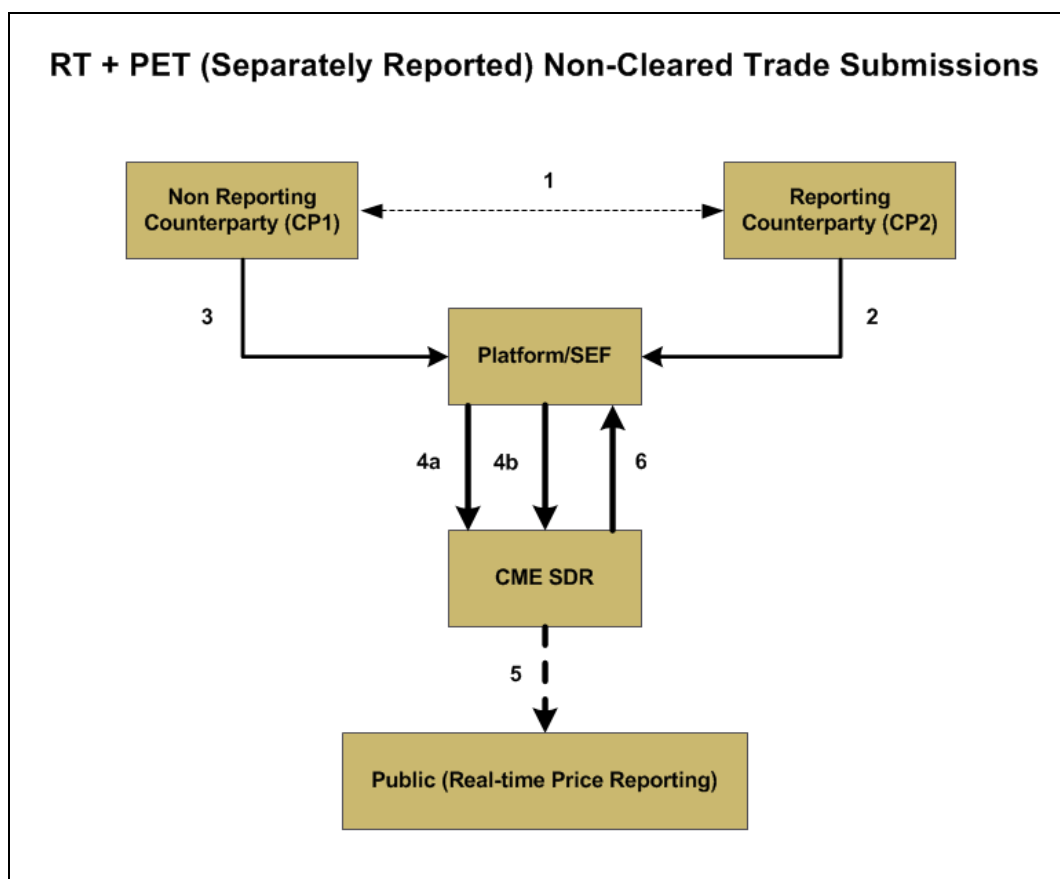 RT + PET (Separately Reported) Non-Cleared Trade Submissions
1
Non Reporting
Counterparty (CP1)
Reporting
Counterparty (CP2)
3
2
Platform/SEF
4a
4b
6
CME SDR
5
Public (Real-time Price Reporting)